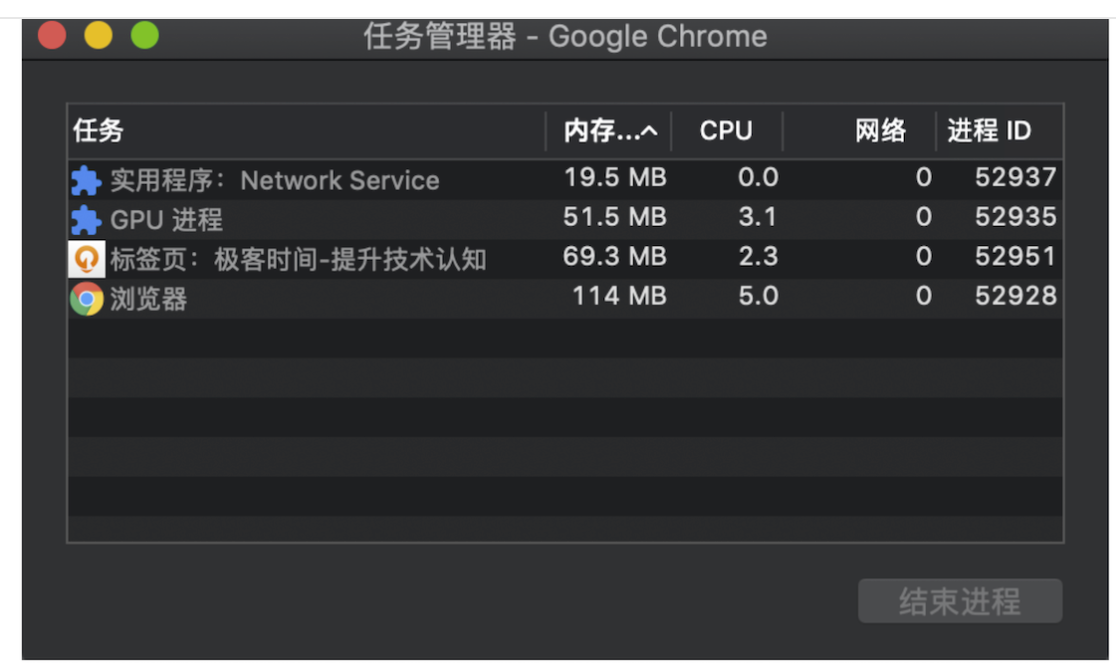 任务管理器 – Google Chrome
任务 内存...^ CPU 网络 进程 ID
实用程序：Network Service 19.5 MB 0.0 0 52937
GPU 进程 51.5 MB 3.1 0 52935
标签页：极客时间-提升技术认知 69.3 MB 2.3 0 52951
浏览器 114 MB 5.0 0 52928
结束进程